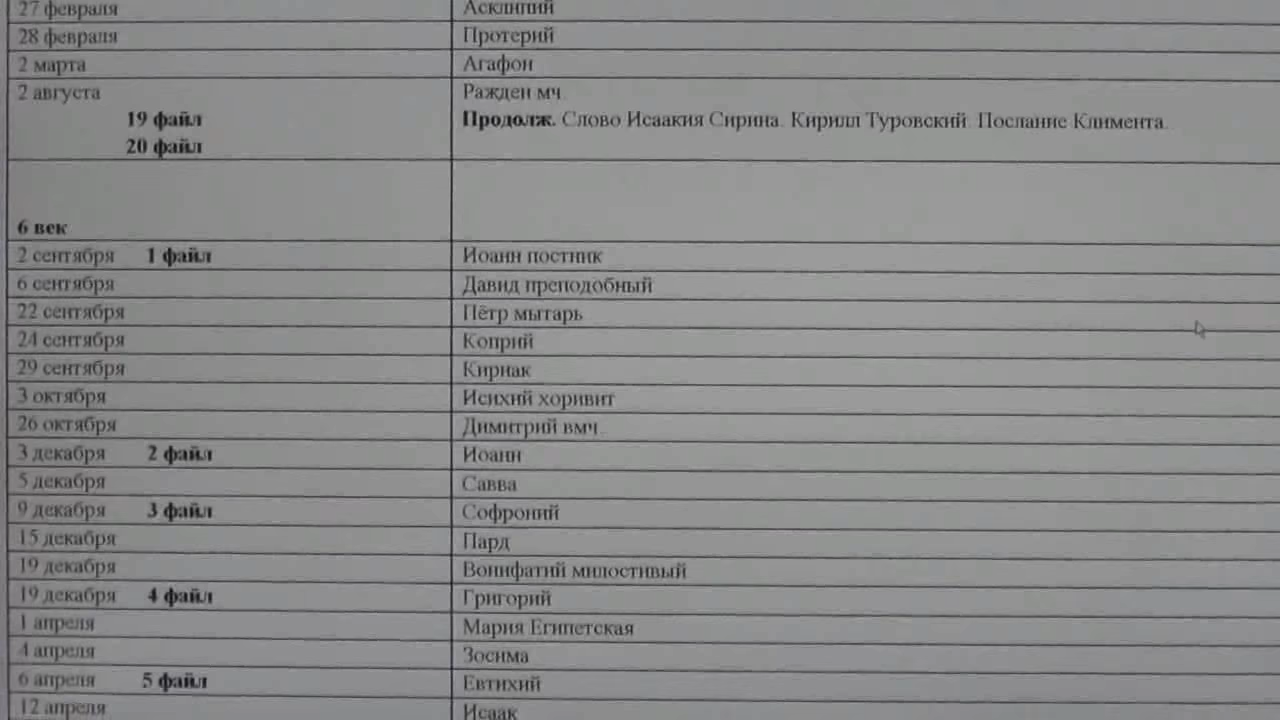 27 февраля Асклипий
28 февраля Протерий
2 марта Агафон
2 августа Ражден мч.
19 файл Продолж. Слово Исаакия Сирина. Кирилл Туровский. Послание Климента.
20 файл
6 век
2 сентября 1 файл Иоанн постник
6 сентября Давид преподобный
22 сентября Пётр мытарь
24 сентября Коприй
29 сентября Кириак
3 октября Исихий хоривит
26 октября Димитрий вмч.
3 декабря 2 файл Иоанн
5 декабря Савва
9 декабря 3 файл Софроний
15 декабря Пард
19 декабря Вонифатий милостивый
19 декабря 4 файл Григорий
1 апреля Мария Египетская
4 апреля Зосима
6 апреля 5 файл Евтихий
12 апреля Исаак